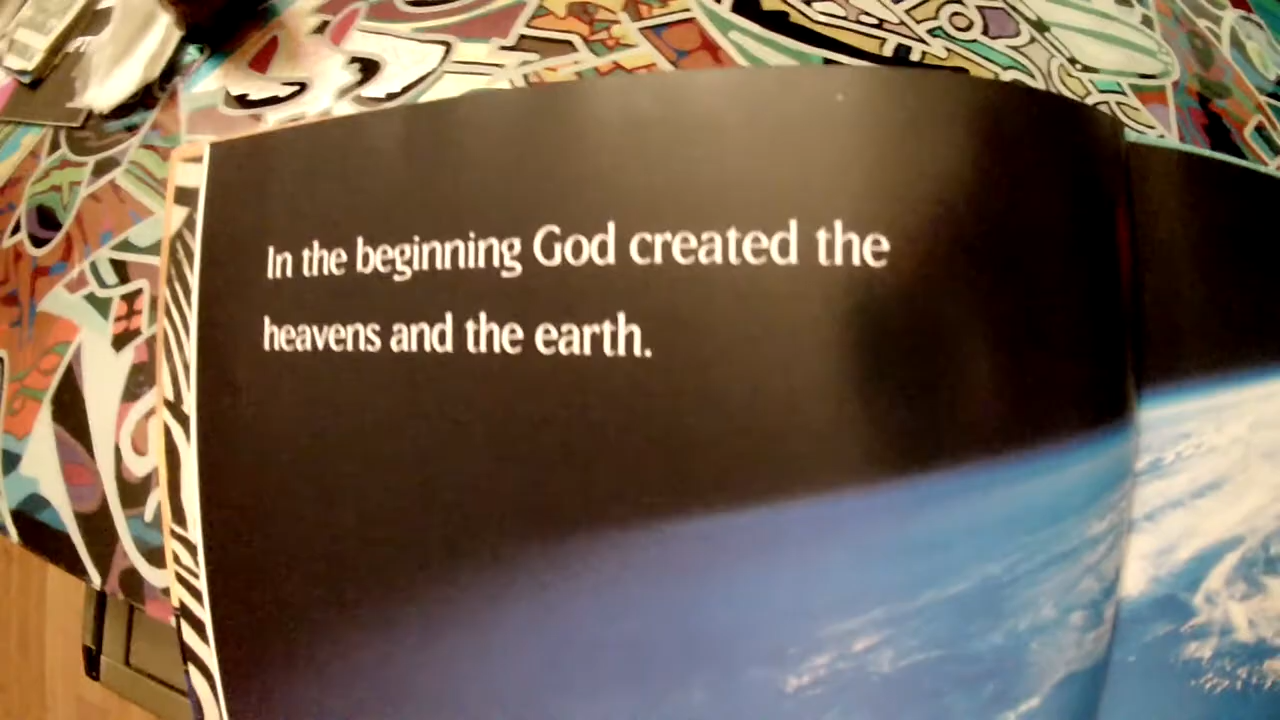 In the beginning God created the
heavens and the earth.